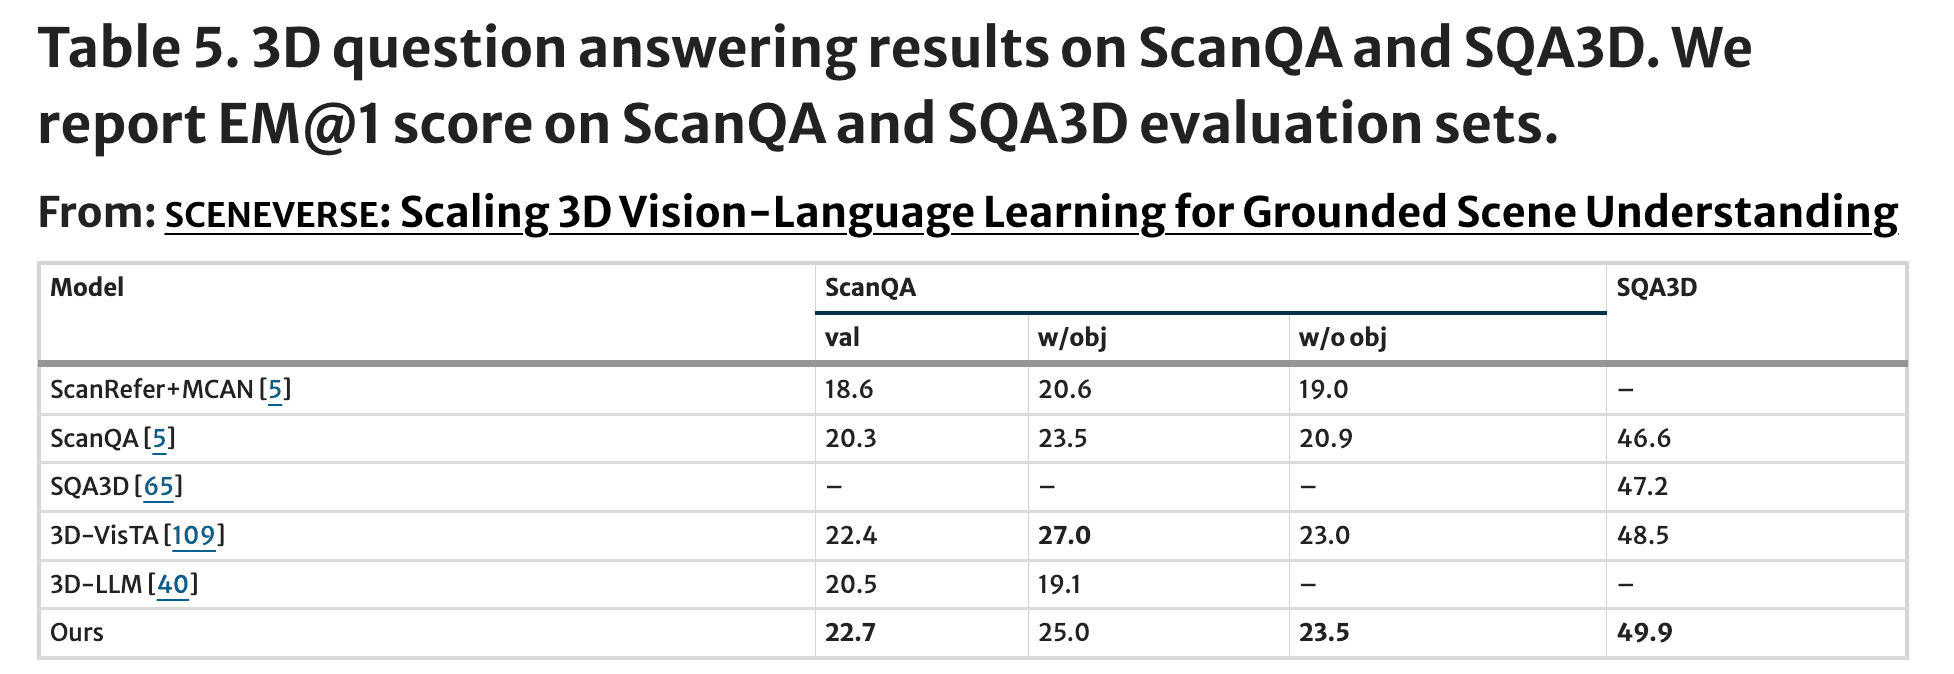 Table 5. 3D question answering results on ScanQA and SQA3D. We
report EM@1 score on ScanQA and SQA3D evaluation sets.
From: SCENEVERSE: Scaling 3D Vision-Language Learning for Grounded Scene Understanding
Model ScanQA SQA3D
val w/obj w/o obj
ScanRefer+MCAN [5] 18.6 20.6 19.0 –
ScanQA [5] 20.3 23.5 20.9 46.6
SQA3D [65] – – – 47.2
3D-VisTA [109] 22.4 27.0 23.0 48.5
3D-LLM [40] 20.5 19.1 – –
Ours 22.7 25.0 23.5 49.9